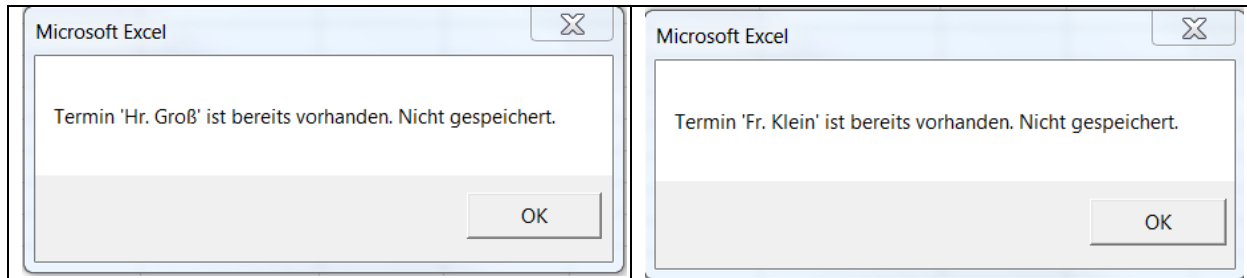 Microsoft Excel
Termin 'Hr. Groß' ist bereits vorhanden. Nicht gespeichert.
OK
Microsoft Excel
Termin 'Fr. Klein' ist bereits vorhanden. Nicht gespeichert.
OK